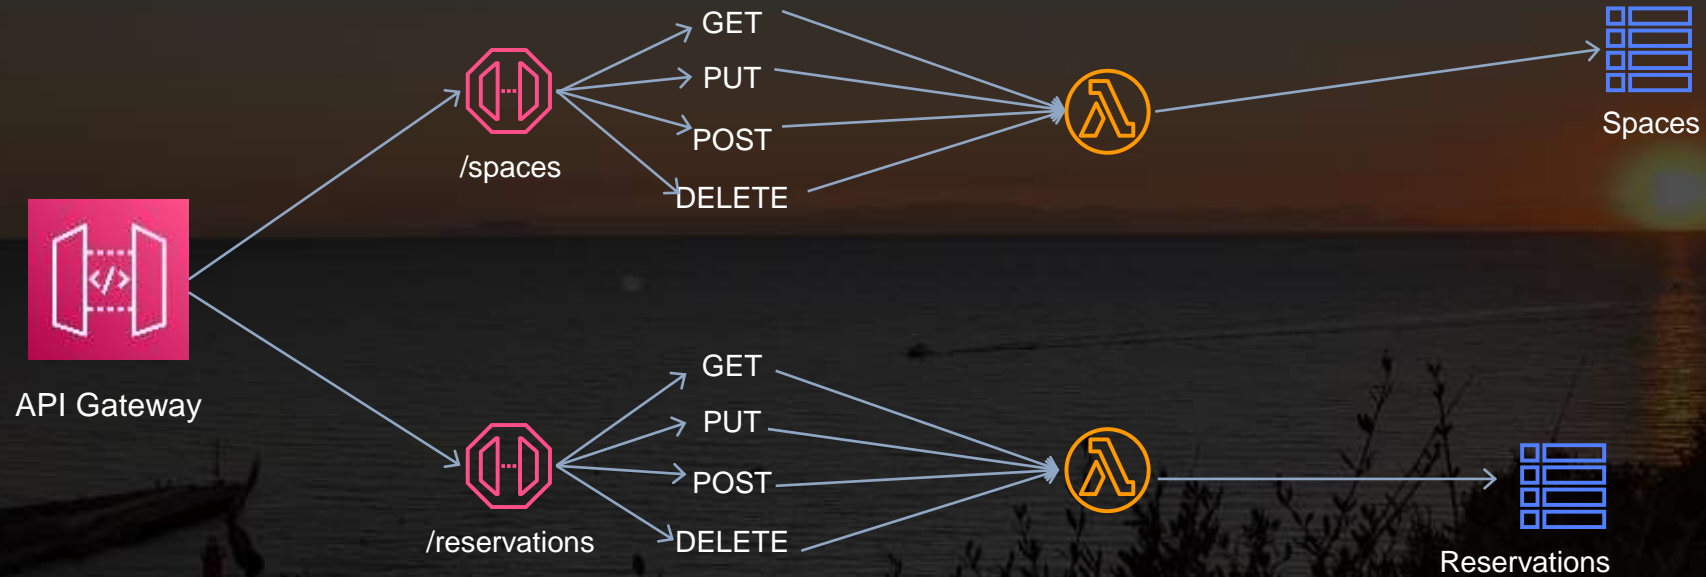 GET
PUT
POST
DELETE
/spaces
Spaces
</>
API Gateway
GET
PUT
POST
DELETE
/reservations
Reservations